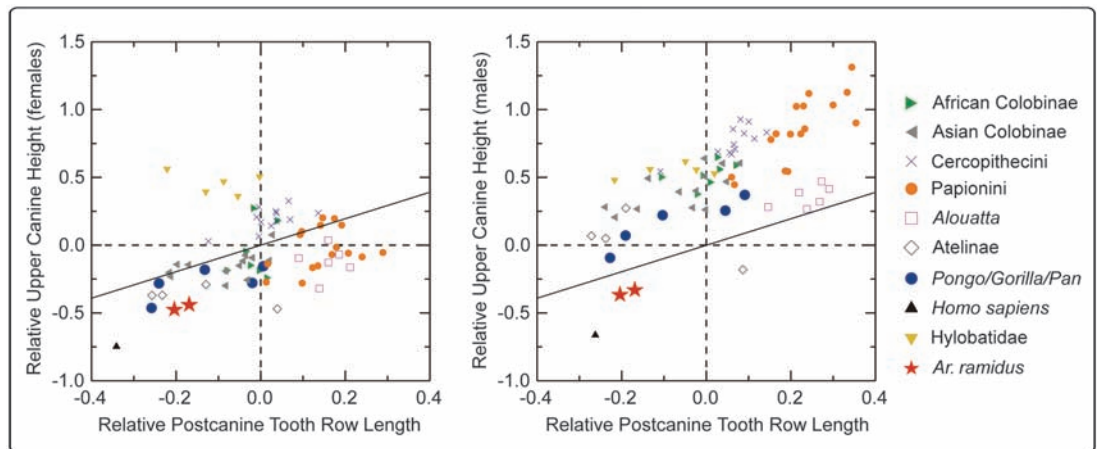 Relative Upper Canine Height (females)
1.5
1.0
0.5
0.0
-0.5
-1.0
-0.4
-0.2
0.0
0.2
0.4
Relative Postcanine Tooth Row Length
Relative Upper Canine Height (males)
1.5
1.0
0.5
0.0
-0.5
-1.0
-0.4
-0.2
0.0
0.2
0.4
Relative Postcanine Tooth Row Length
African Colobinae
Asian Colobinae
Cercopithecini
Papionini
Alouatta
Atelinae
Pongo/Gorilla/Pan
Homo sapiens
Hylobatidae
Ar. ramidus